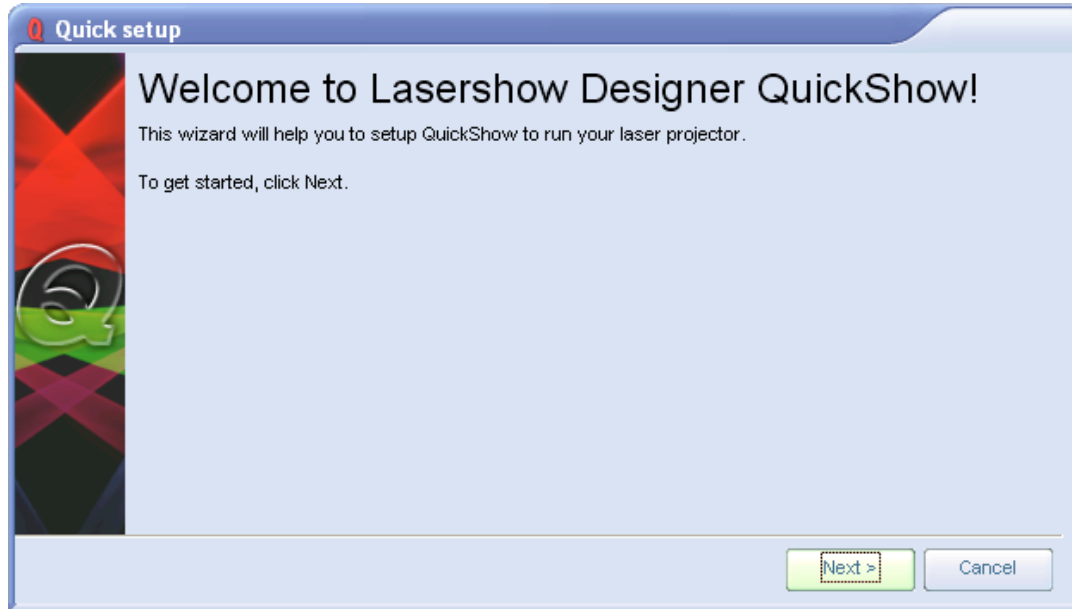 Quick setup
Welcome to Lasershow Designer QuickShow!
This wizard will help you to setup QuickShow to run your laser projector.
To get started, click Next.
Q
Next >
Cancel